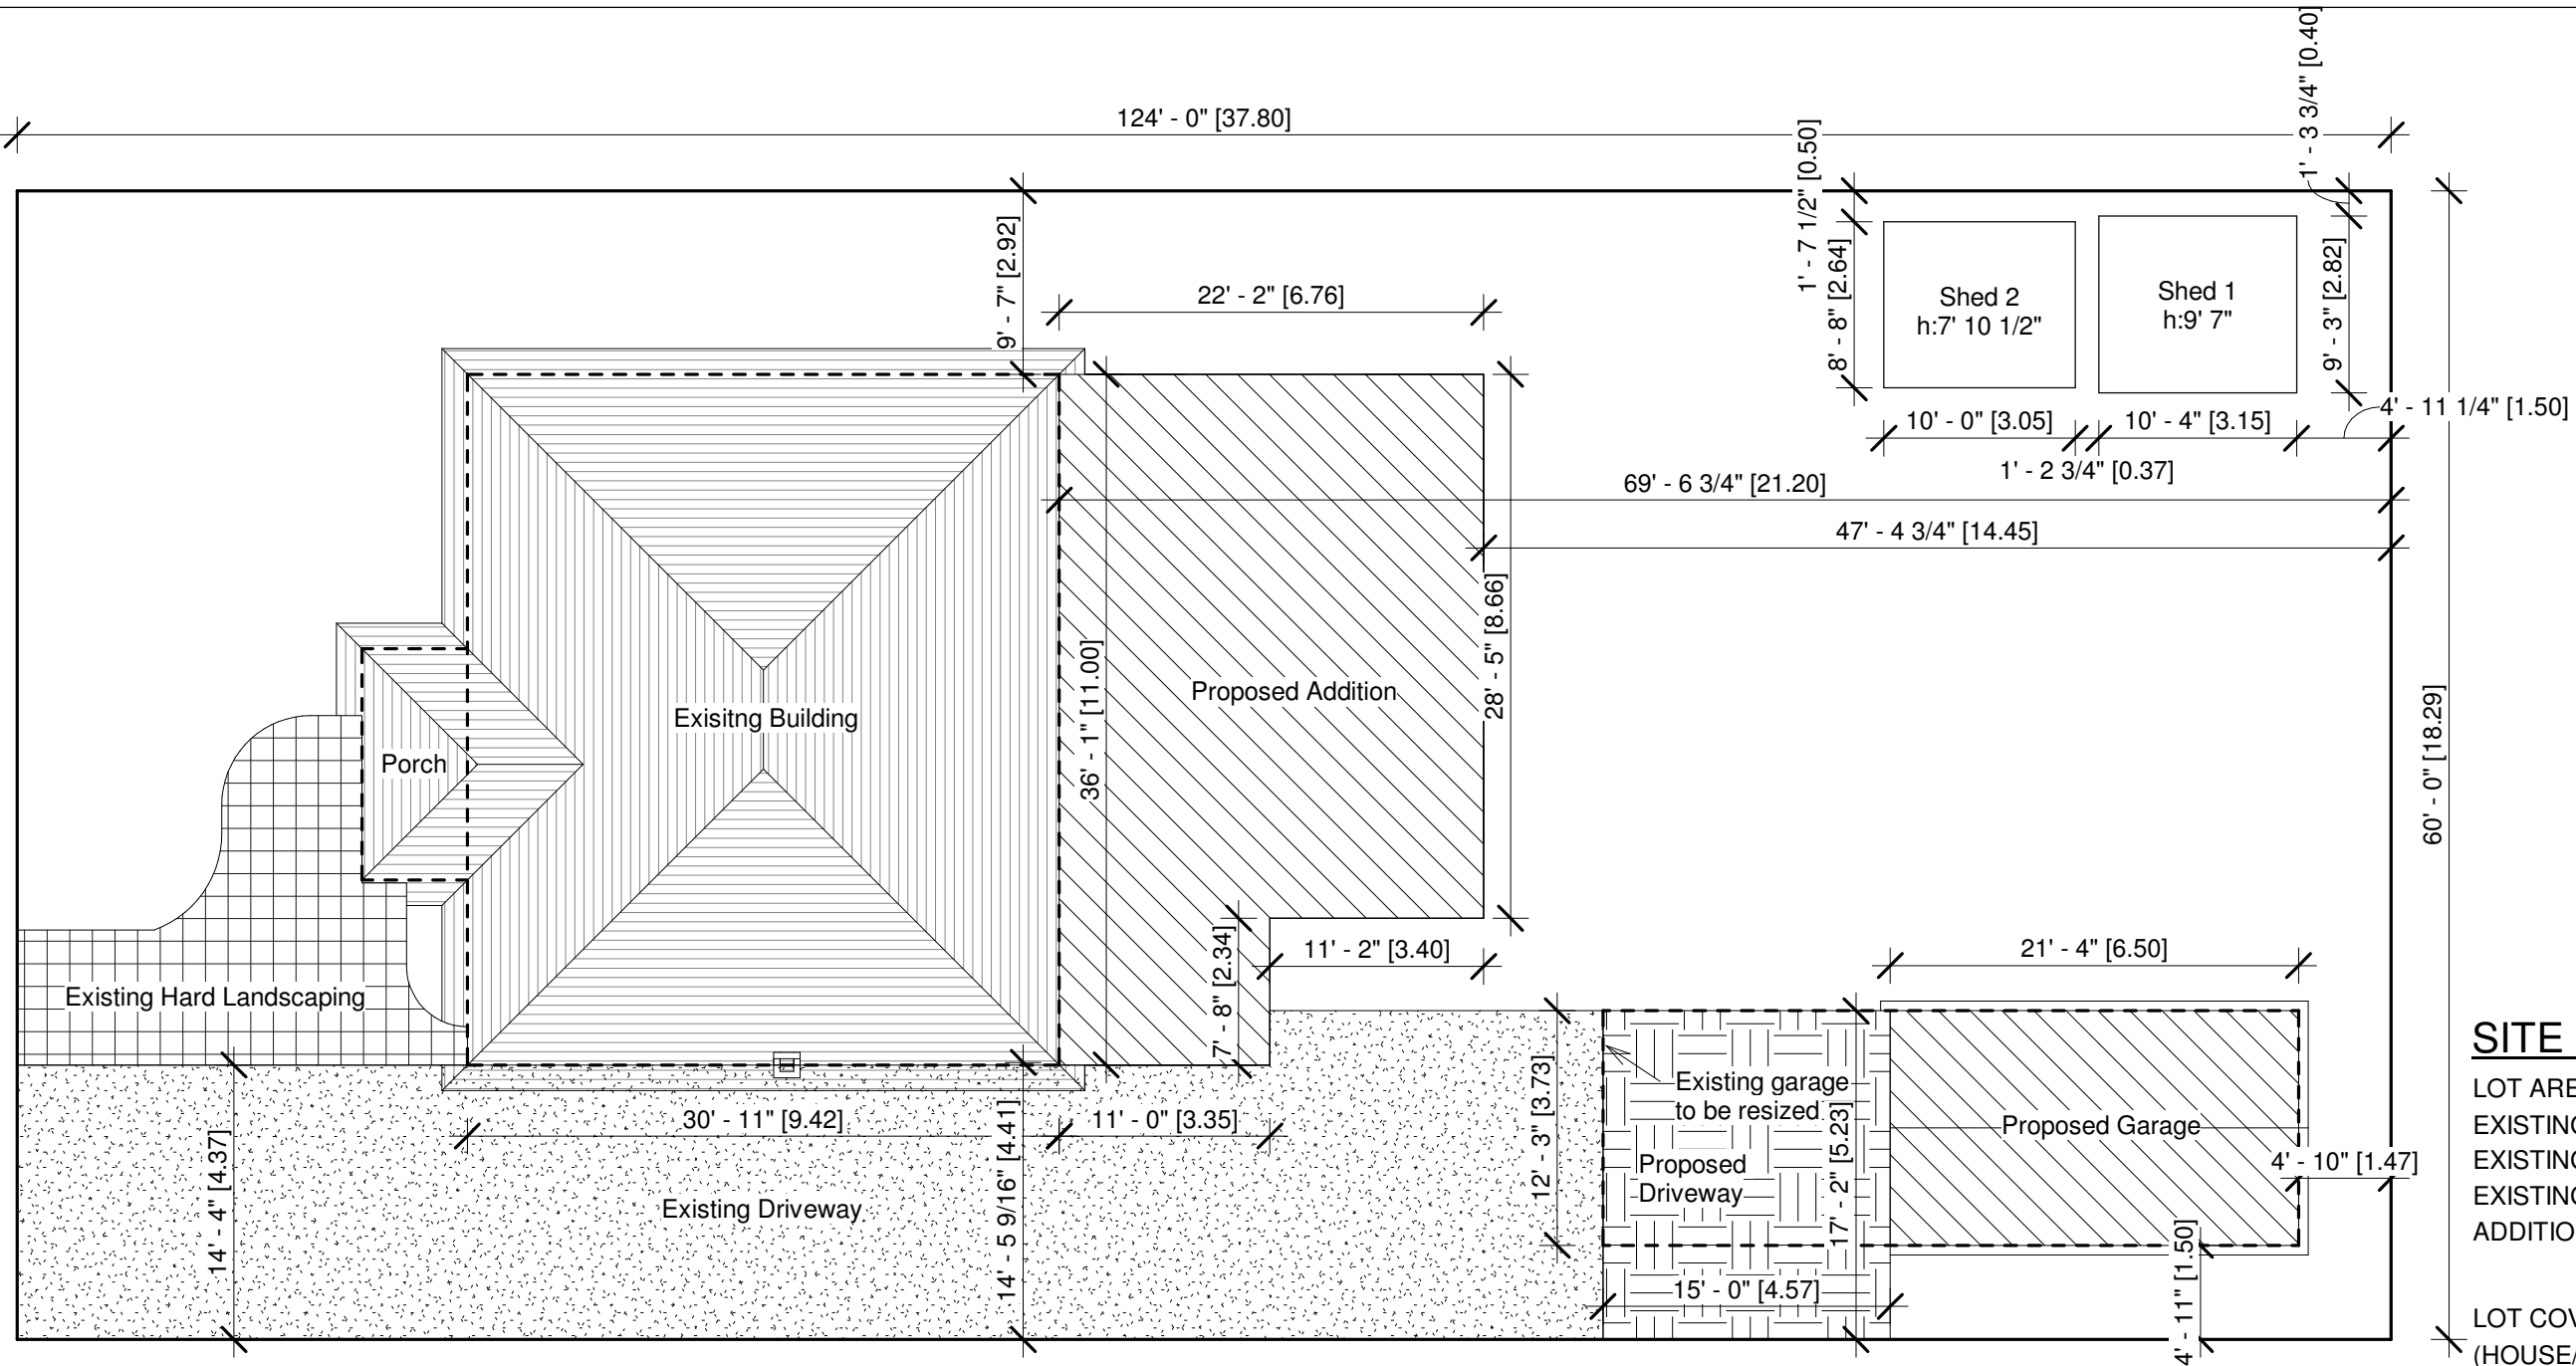 1' - 3 3/4" [0.40]
124' - 0" [37.80]
1' - 7 1/2" [0.50]
9' - 7" [2.92]
22' - 2" [6.76]
8' - 8" [2.64]
Shed 2
h:7' 10 1/2"
Shed 1
h:9' 7"
9' - 3" [2.82]
4' - 11 1/4" [1.50]
10' - 0" [3.05]
10' - 4" [3.15]
1' - 2 3/4" [0.37]
69' - 6 3/4" [21.20]
47' - 4 3/4" [14.45]
28' - 5" [8.66]
36' - 1" [11.00]
Proposed Addition
Exisitng Building
Porch
60' - 0" [18.29]
Existing Hard Landscaping
7' - 8" [2.34]
11' - 2" [3.40]
21' - 4" [6.50]
SITE
LOT ARE
EXISTING
EXISTING
EXISTING
ADDITIO
LOT COV
(HOUSE/
12' - 3" [3.73]
Existing garage
to be resized
Proposed
Driveway
17' - 2" [5.23]
Proposed Garage
4' - 10" [1.47]
30' - 11" [9.42]
11' - 0" [3.35]
14' - 4" [4.37]
14' - 5 9/16" [4.41]
Existing Driveway
15' - 0" [4.57]
4' - 11" [1.50]